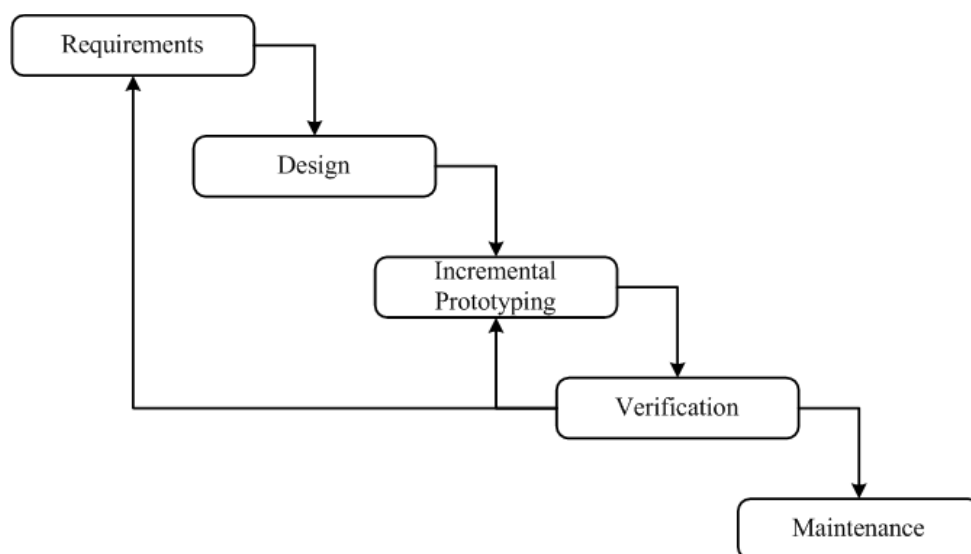 Requirements
Design
Incremental
Prototyping
Verification
Maintenance